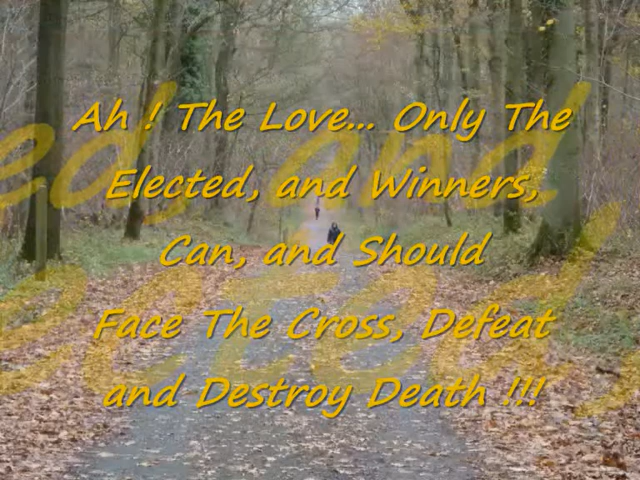 Ah ! The Love... Only The
Elected, and Winners,
Can, and Should
Face The Cross, Defeat
and Destroy Death !!!